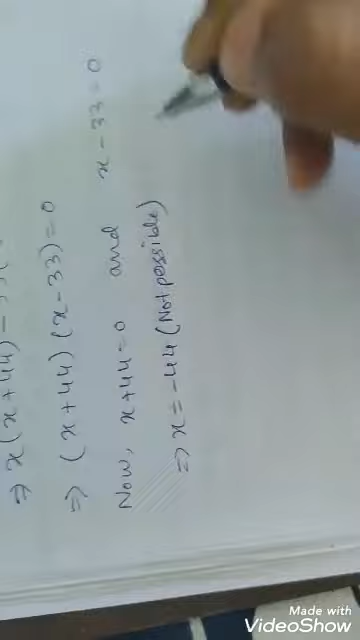 ⇒ x(x+44) -
⇒ (x+44) (x-33)=0
Now, x+44=0 and x-33=0
⇒ x=-44 (Not possible)
Made with
VideoShow